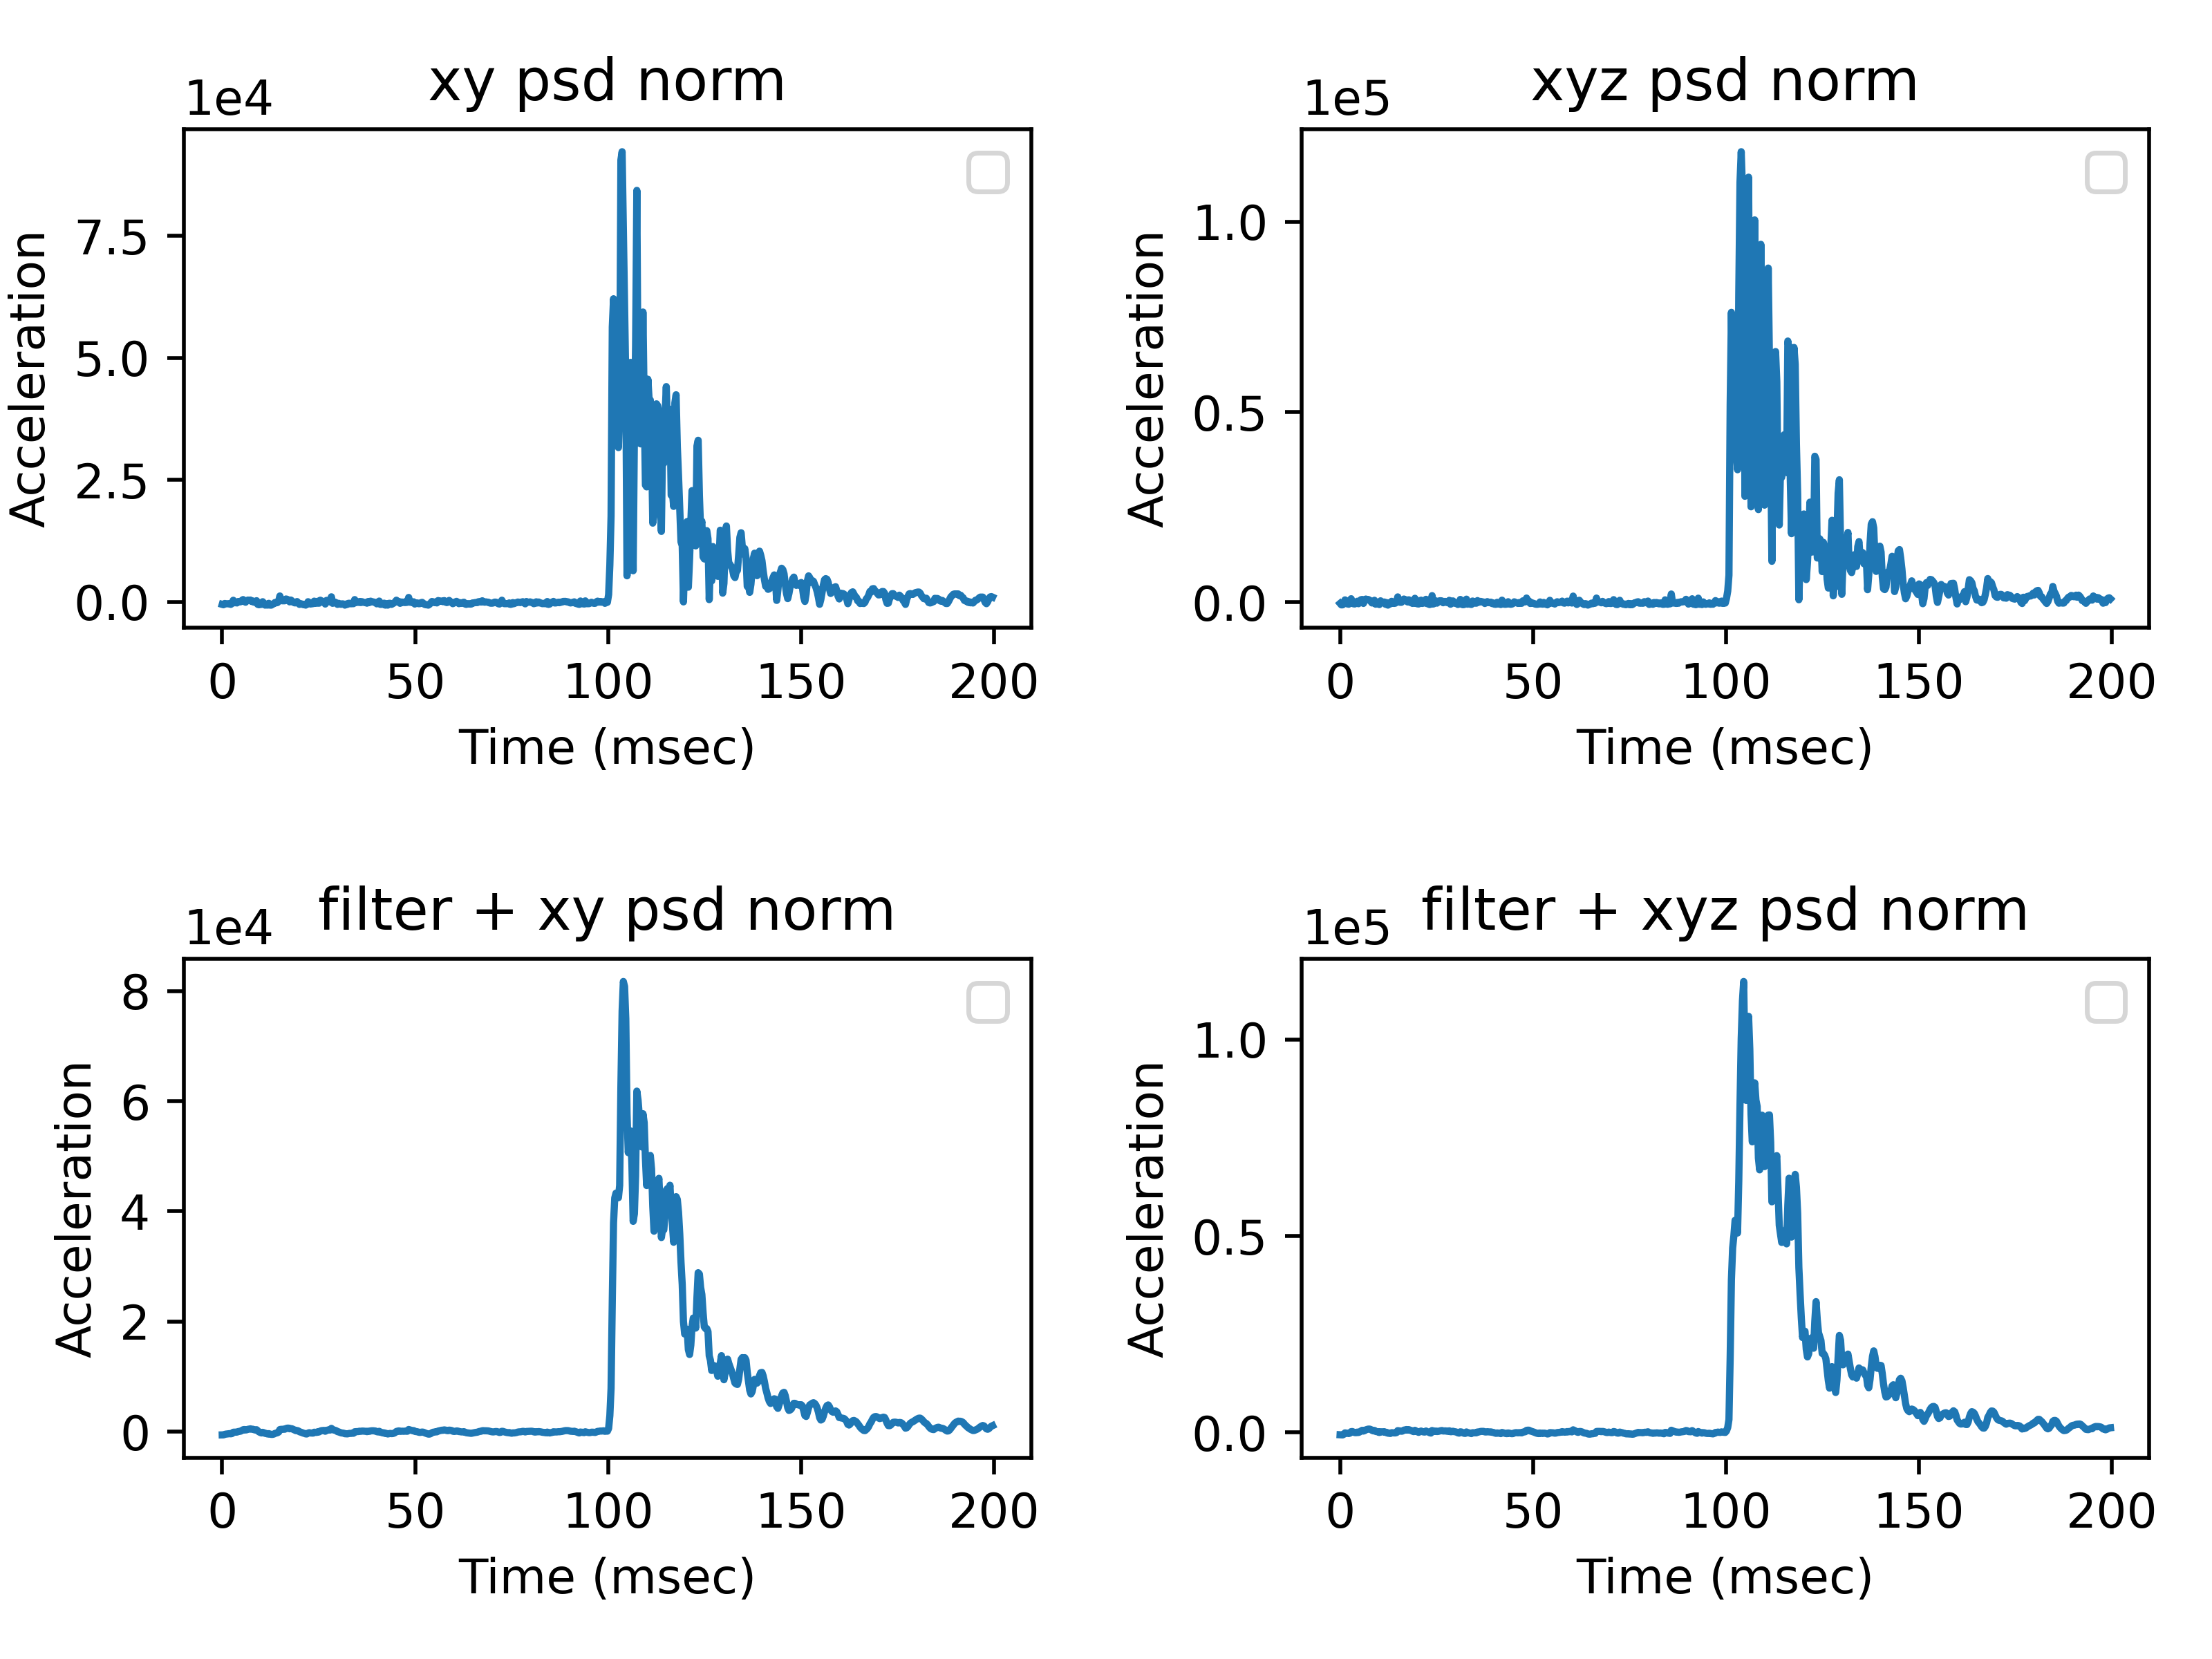 xy psd norm
1e4
Acceleration
7.5
5.0
2.5
0.0
0 50 100 150 200
Time (msec)
xyz psd norm
1e5
Acceleration
1.0
0.5
0.0
0 50 100 150 200
Time (msec)
filter + xy psd norm
1e4
Acceleration
8
6
4
2
0
0 50 100 150 200
Time (msec)
filter + xyz psd norm
1e5
Acceleration
1.0
0.5
0.0
0 50 100 150 200
Time (msec)